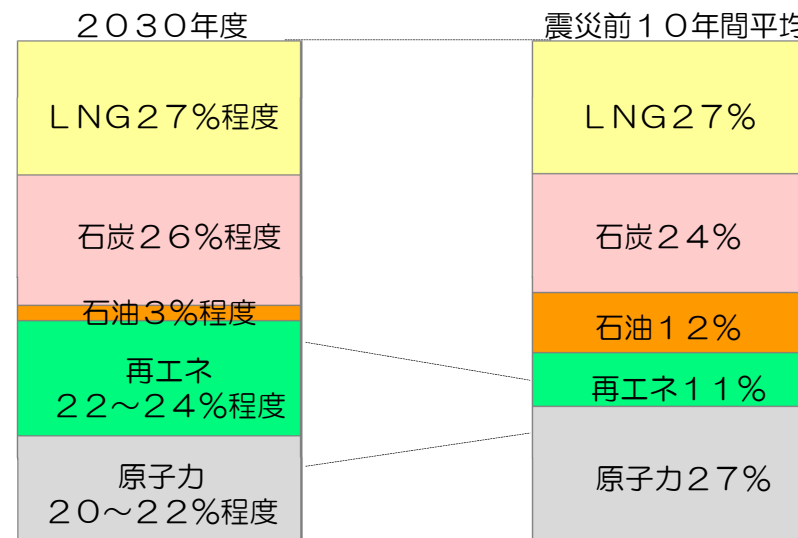 ２０３０年度
震災前１０年間平均
ＬＮＧ２７％程度
石炭２６％程度
石油３％程度
再エネ
２２～２４％程度
原子力
２０～２２％程度
ＬＮＧ２７％
石炭２４％
石油１２％
再エネ１１％
原子力２７％